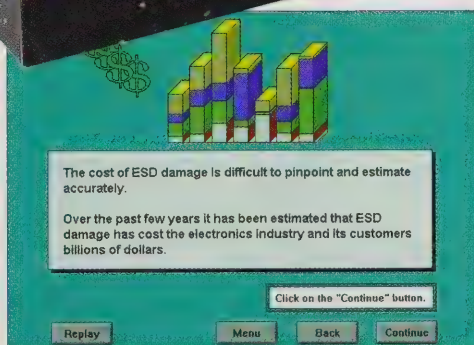 The cost of ESD damage is difficult to pinpoint and estimate
accurately.
Over the past few years it has been estimated that ESD
damage has cost the electronics industry and its customers
billions of dollars.
Click on the "Continue" button.
Replay Menu Back Continue